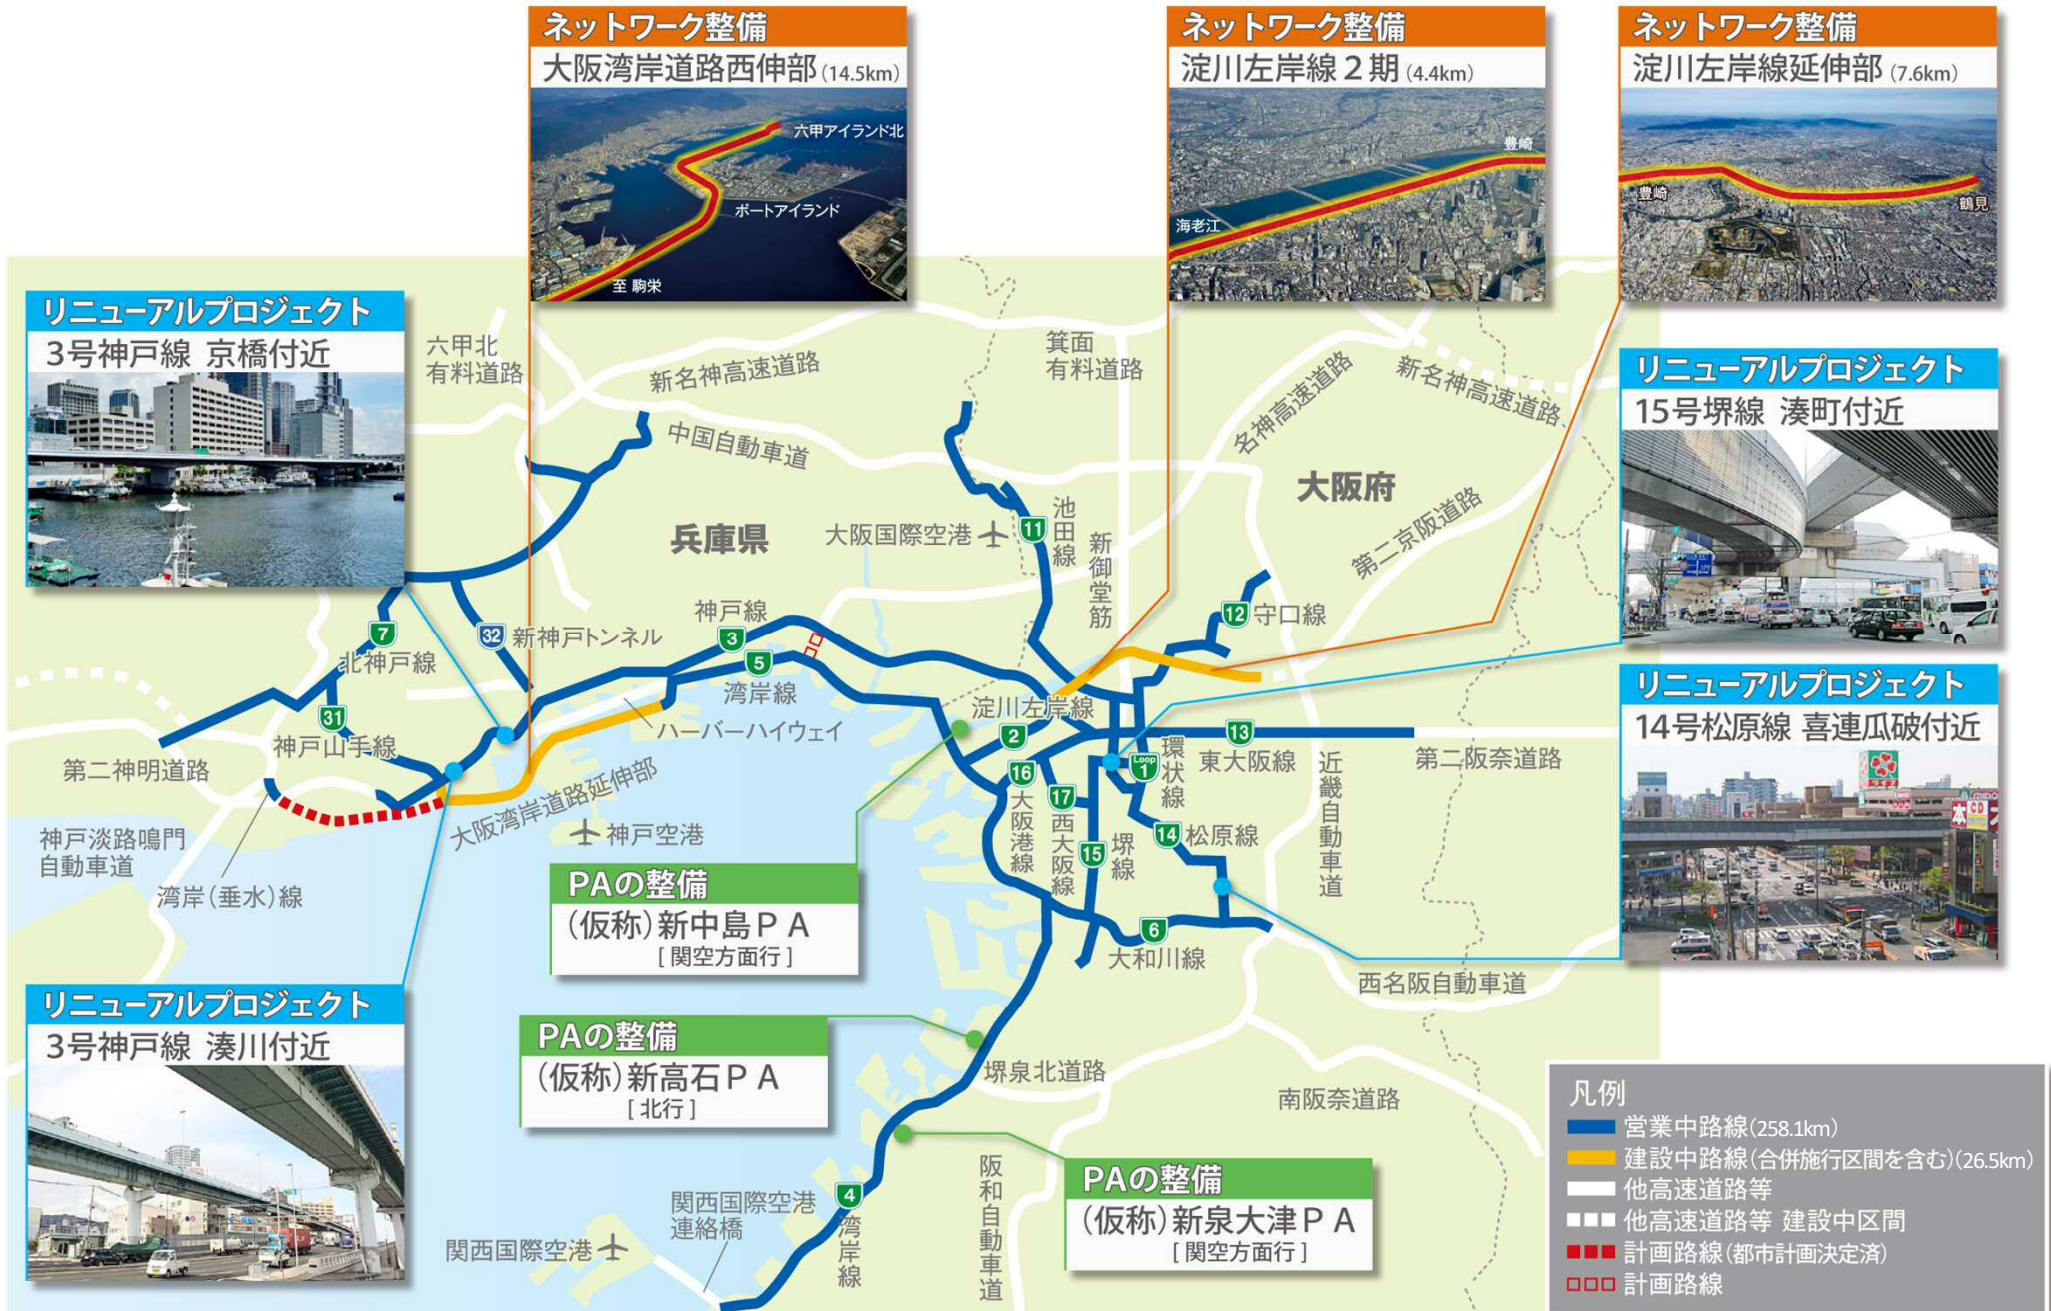 ネットワーク整備
大阪湾岸道路西伸部(14.5km)
六甲アイランド北
ポートアイランド
至 駒栄
ネットワーク整備
淀川左岸線2期(4.4km)
豊崎
海老江
ネットワーク整備
淀川左岸線延伸部(7.6km)
豊崎
鶴見
リニューアルプロジェクト
3号神戸線 京橋付近
リニューアルプロジェクト
15号堺線 湊町付近
リニューアルプロジェクト
14号松原線 喜連瓜破付近
リニューアルプロジェクト
3号神戸線 湊川付近
六甲北
有料道路
新名神高速道路
箕面
有料道路
名神高速道路
新名神高速道路
中国自動車道
兵庫県
大阪府
大阪国際空港
11
池田線
新御堂筋
第二京阪道路
12
守口線
7
北神戸線
32
新神戸トンネル
神戸線
3
5
湾岸線
31
神戸山手線
ハーバーハイウェイ
淀川左岸線
2
13
東大阪線
第二阪奈道路
第二神明道路
大阪湾岸道路延伸部
神戸空港
神戸淡路鳴門
自動車道
湾岸(垂水)線
16
大阪港線
17
西大阪線
15
堺線
Loop
1
環状線
14
松原線
近畿自動車道
6
大和川線
西名阪自動車道
PAの整備
(仮称)新中島PA
[関空方面行]
PAの整備
(仮称)新高石PA
[北行]
堺泉北道路
南阪奈道路
PAの整備
(仮称)新泉大津PA
[関空方面行]
阪和自動車道
4
湾岸線
関西国際空港
連絡橋
関西国際空港
凡例
営業中路線(258.1km)
建設中路線(合併施行区間を含む)(26.5km)
他高速道路等
他高速道路等 建設中区間
計画路線(都市計画決定済)
計画路線